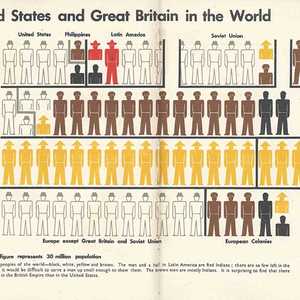 d States and Great Britain in the World
United States Philippines Latin America Soviet Union
Europe except Great Britain and Soviet Union European Colonies
figure represents 30 million population
peoples of the world—black, white, yellow and brown. The man and a half in Latin America are Red Indians; there are so few left in the
it would be difficult to carve a man up small enough to show them. The brown men are mostly Indians. It is surprising to find that there
in the British Empire than in the United States.